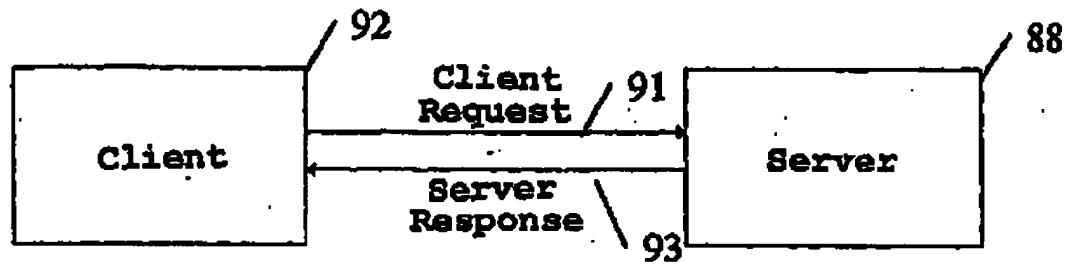 92
88
Client
Request
91
Client
Server
Server
Response
93